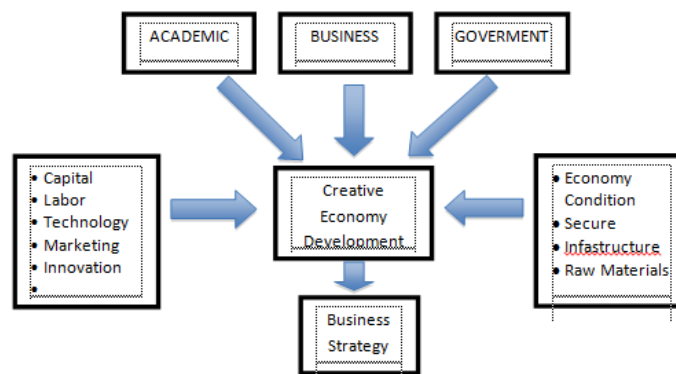 ACADEMIC
BUSINESS
GOVERMENT
• Capital
• Labor
• Technology
• Marketing
• Innovation
•
Creative
Economy
Development
• Economy
Condition
• Secure
• Infastructure
• Raw Materials
Business
Strategy